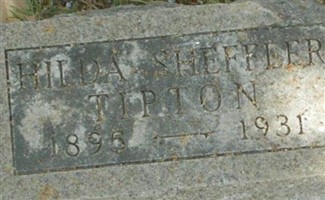 HILDA SHEFFLER
TIPTON
1895 — 1931